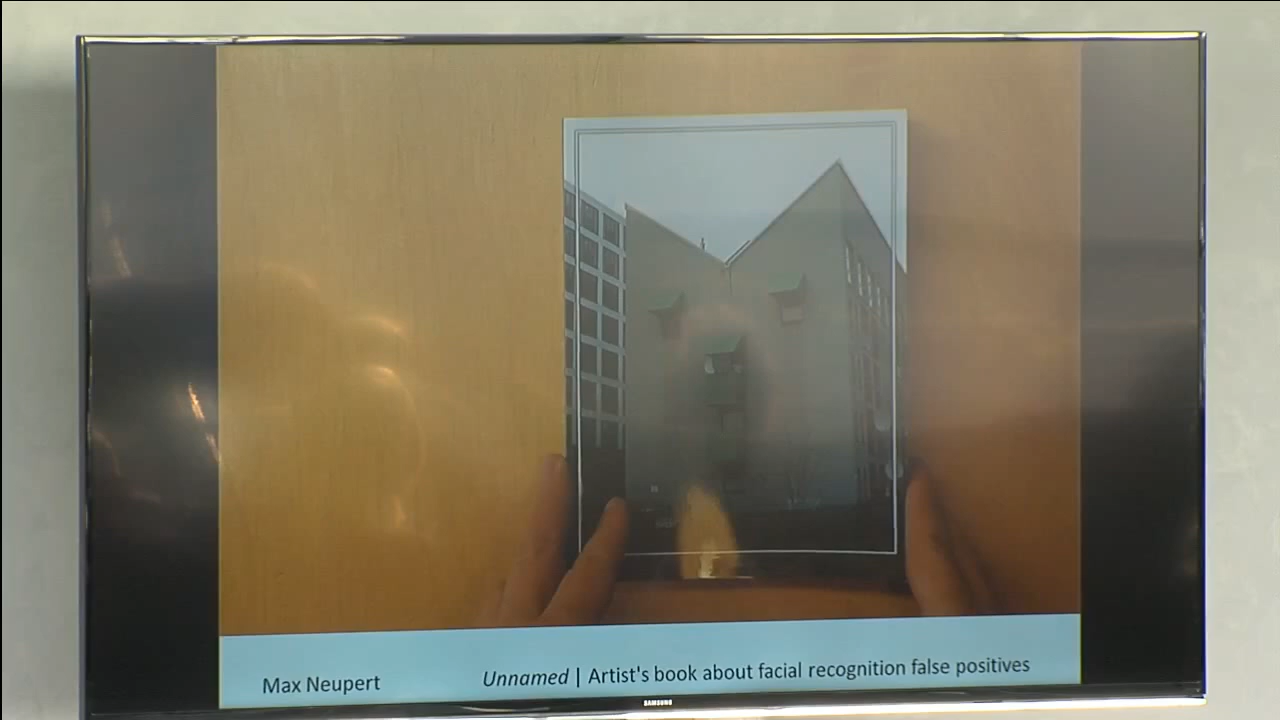 Max Neupert
Unnamed | Artist's book about facial recognition false positives
SAMSUNG